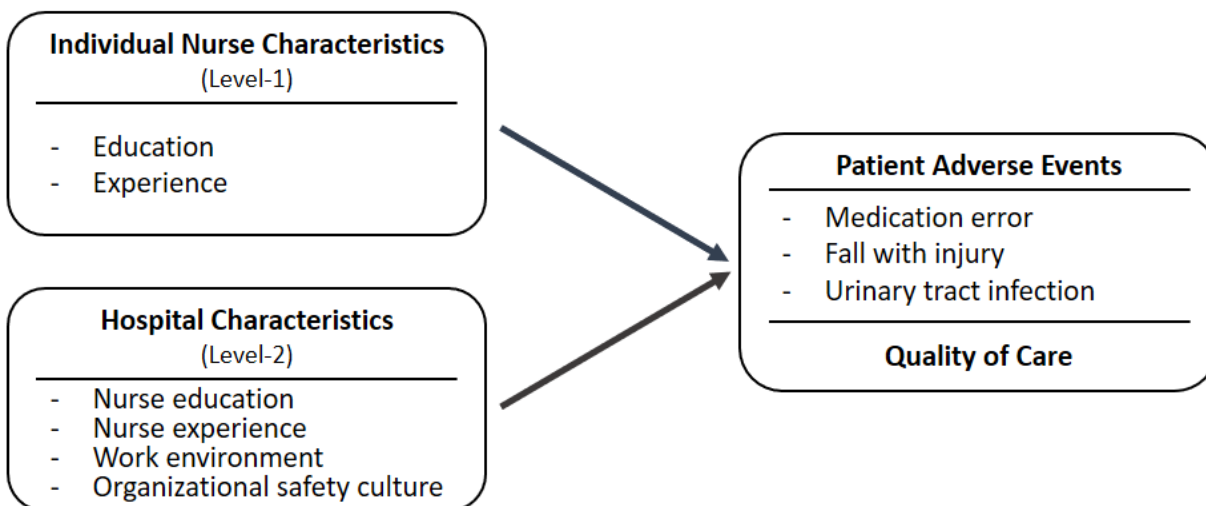 Individual Nurse Characteristics
(Level-1)
- Education
- Experience
Hospital Characteristics
(Level-2)
- Nurse education
- Nurse experience
- Work environment
- Organizational safety culture
Patient Adverse Events
- Medication error
- Fall with injury
- Urinary tract infection
Quality of Care